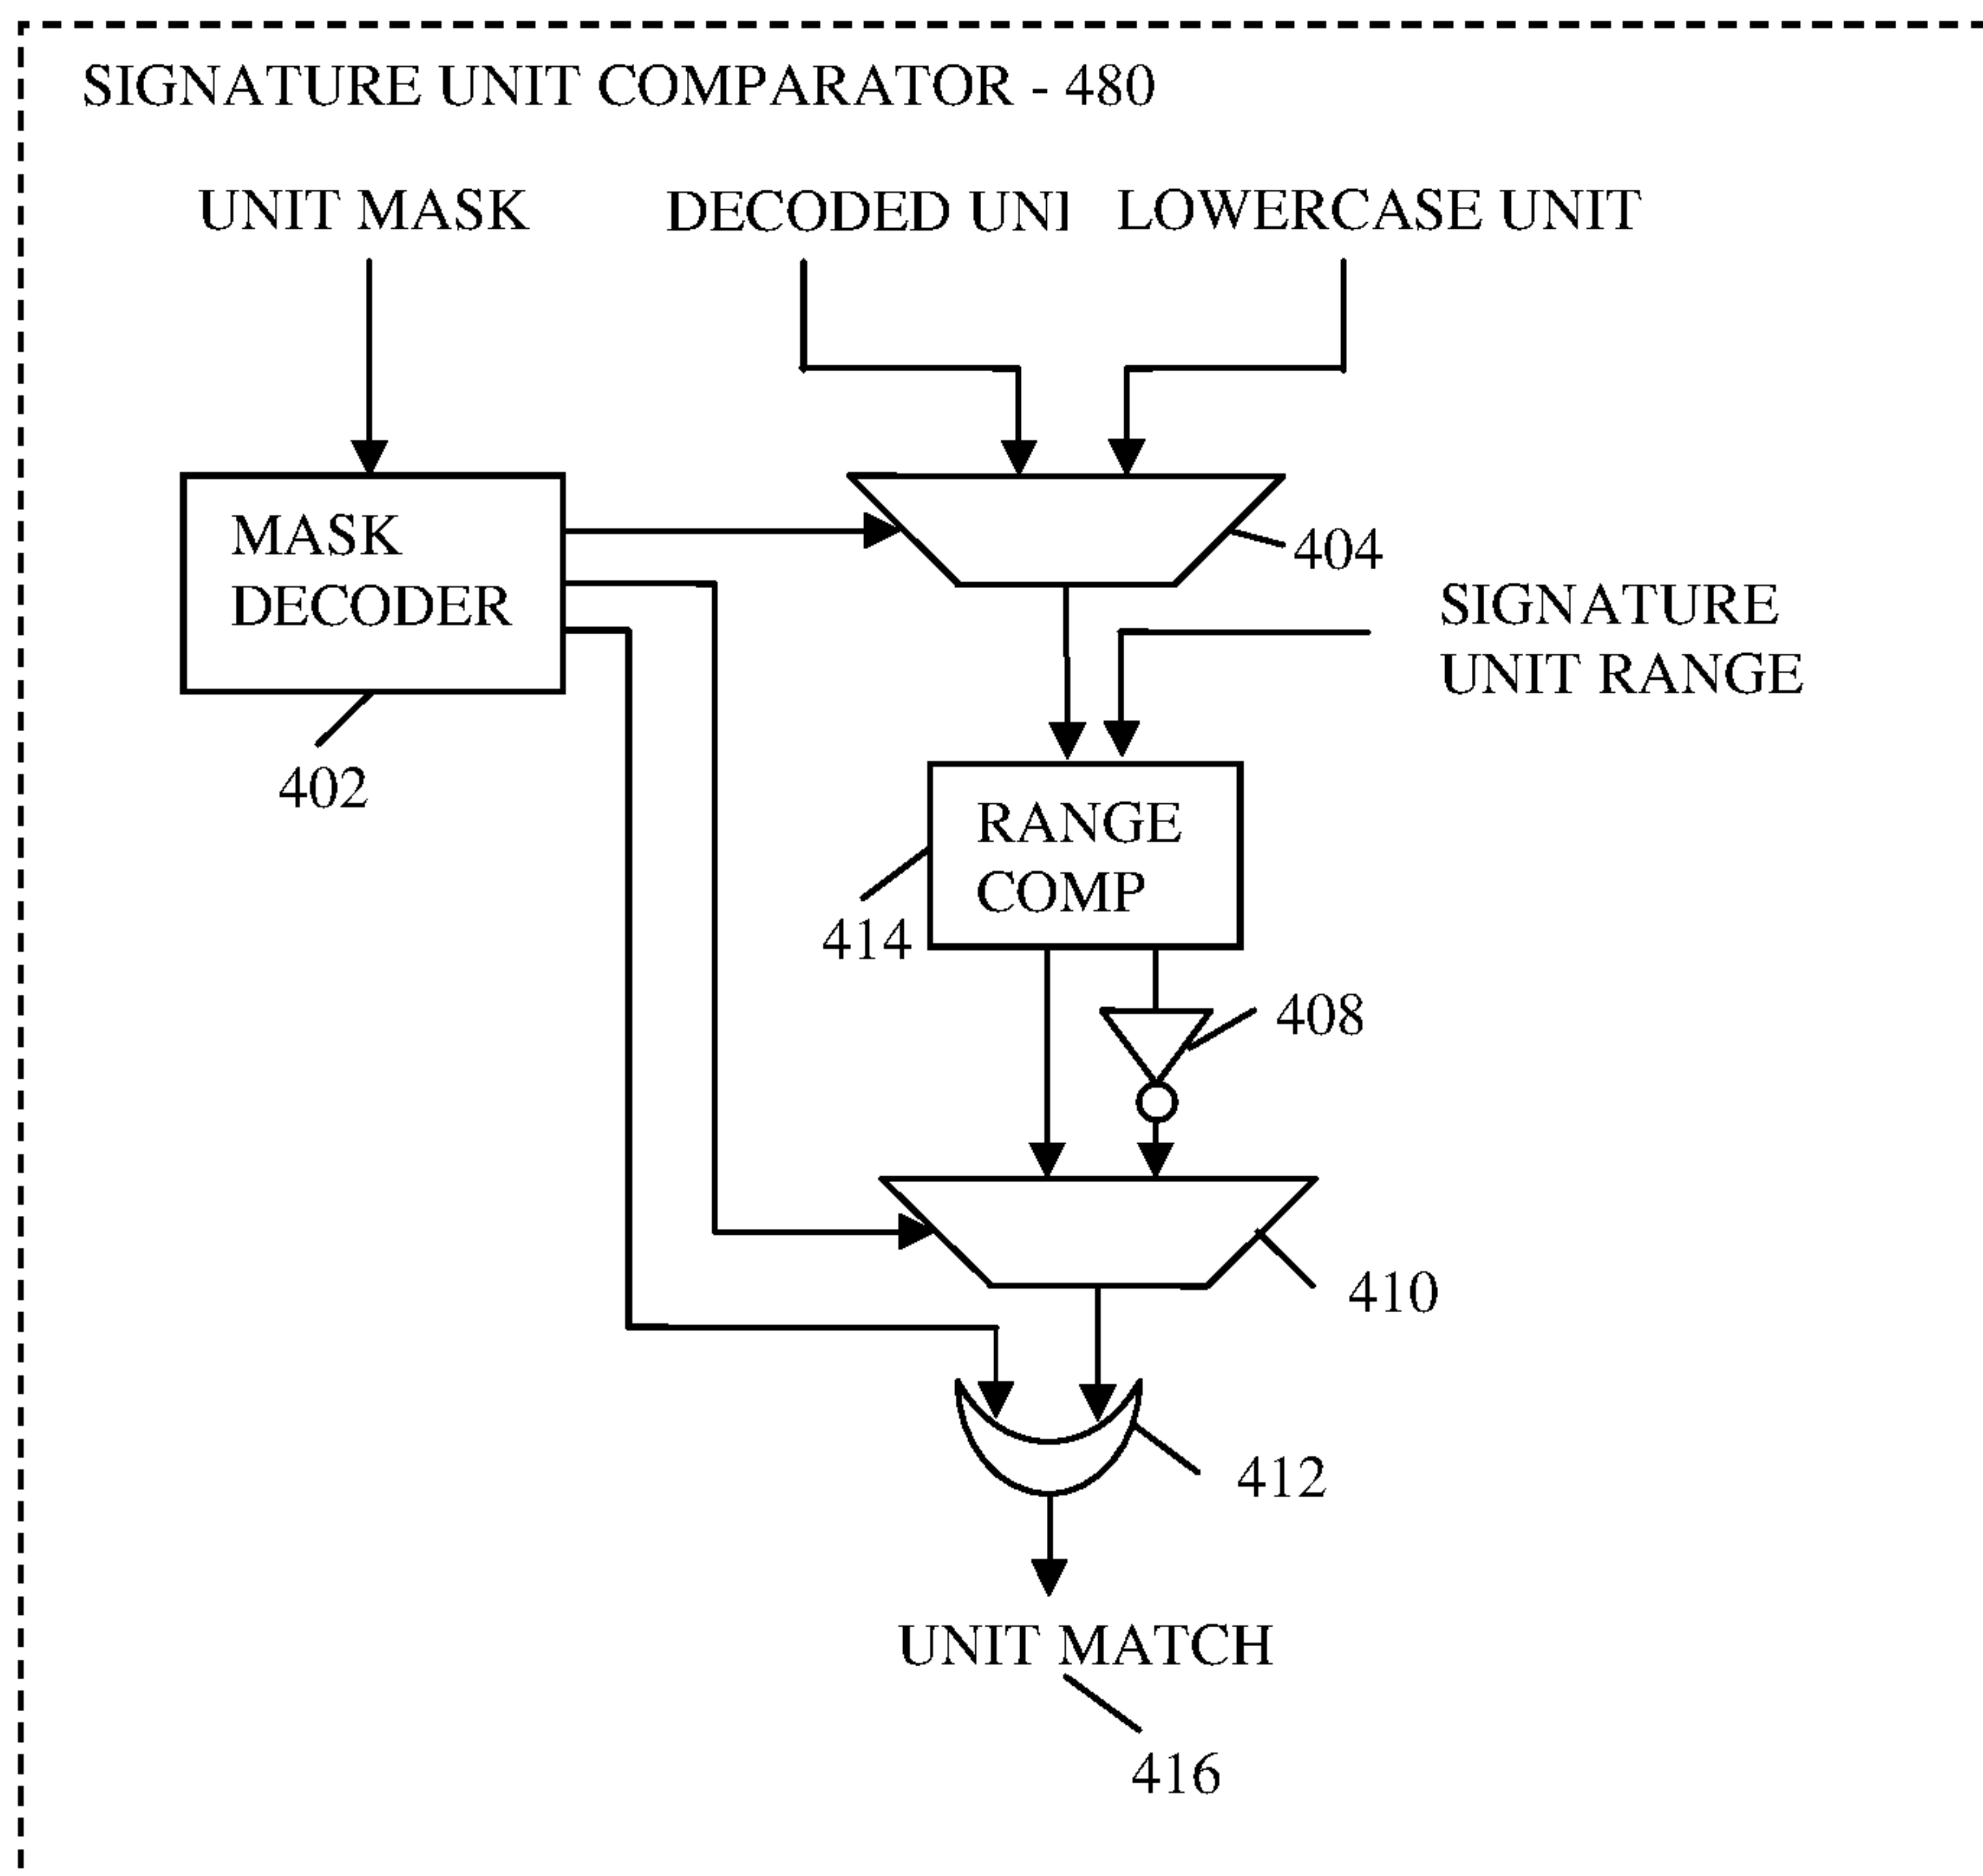 SIGNATURE UNIT COMPARATOR - 480
UNIT MASK
DECODED UNI
LOWERCASE UNIT
MASK
DECODER
404
SIGNATURE
UNIT RANGE
402
RANGE
COMP
414
408
410
412
UNIT MATCH
416